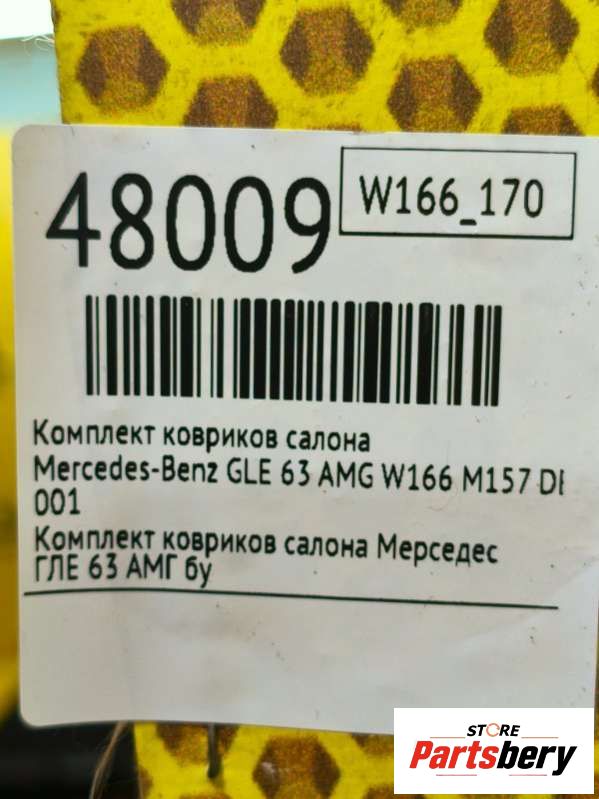 48009
W166_170
Комплект ковриков салона
Mercedes-Benz GLE 63 AMG W166 M157
001
Комплект ковриков салона Мерседес
ГЛЕ 63 АМГ бу
STORE
Partsbery